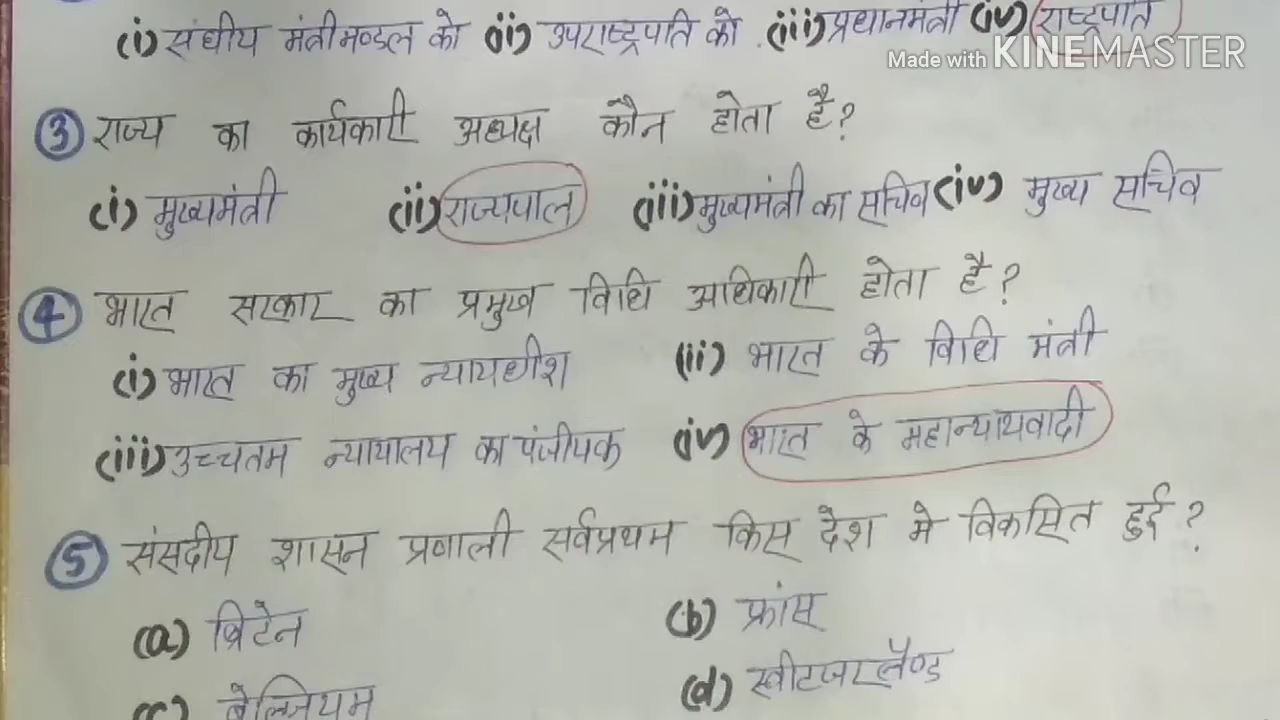 (i) संघीय मंत्रीमण्डल को (ii) उपराष्ट्रपति को (iii) प्रधानमंत्री (iv) राष्ट्रपति
Made with KINEMASTER
3 राज्य का कार्यकारी अध्यक्ष कौन होता है?
(i) मुख्यमंत्री (ii) राज्यपाल (iii) मुख्यमंत्री का सचिव (iv) मुख्य सचिव
4 भारत सरकार का प्रमुख विधि अधिकारी होता है?
(i) भारत का मुख्य न्यायधीश (ii) भारत के विधि मंत्री
(iii) उच्चतम न्यायालय का पंजीयक (iv) भारत के महान्यायवादी
5 संसदीय शासन प्रणाली सर्वप्रथम किस देश मे विकसित हुई?
(a) ब्रिटेन (b) फ्रांस
(c) बेल्जियम (d) स्वीटजरलैण्ड